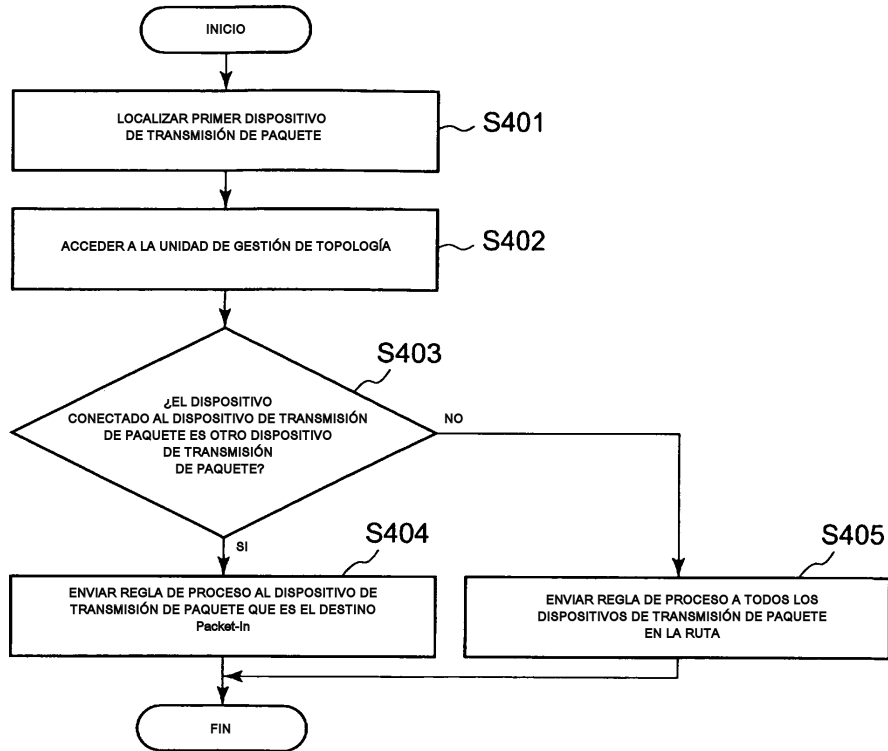 INICIO
LOCALIZAR PRIMER DISPOSITIVO
DE TRANSMISIÓN DE PAQUETE
S401
ACCEDER A LA UNIDAD DE GESTIÓN DE TOPOLOGÍA
S402
S403
¿EL DISPOSITIVO
CONECTADO AL DISPOSITIVO DE TRANSMISIÓN
DE PAQUETE ES OTRO DISPOSITIVO
DE TRANSMISIÓN
DE PAQUETE?
NO
SI
S404
ENVIAR REGLA DE PROCESO AL DISPOSITIVO DE
TRANSMISIÓN DE PAQUETE QUE ES EL DESTINO
Packet-In
S405
ENVIAR REGLA DE PROCESO A TODOS LOS
DISPOSITIVOS DE TRANSMISIÓN DE PAQUETE
EN LA RUTA
FIN